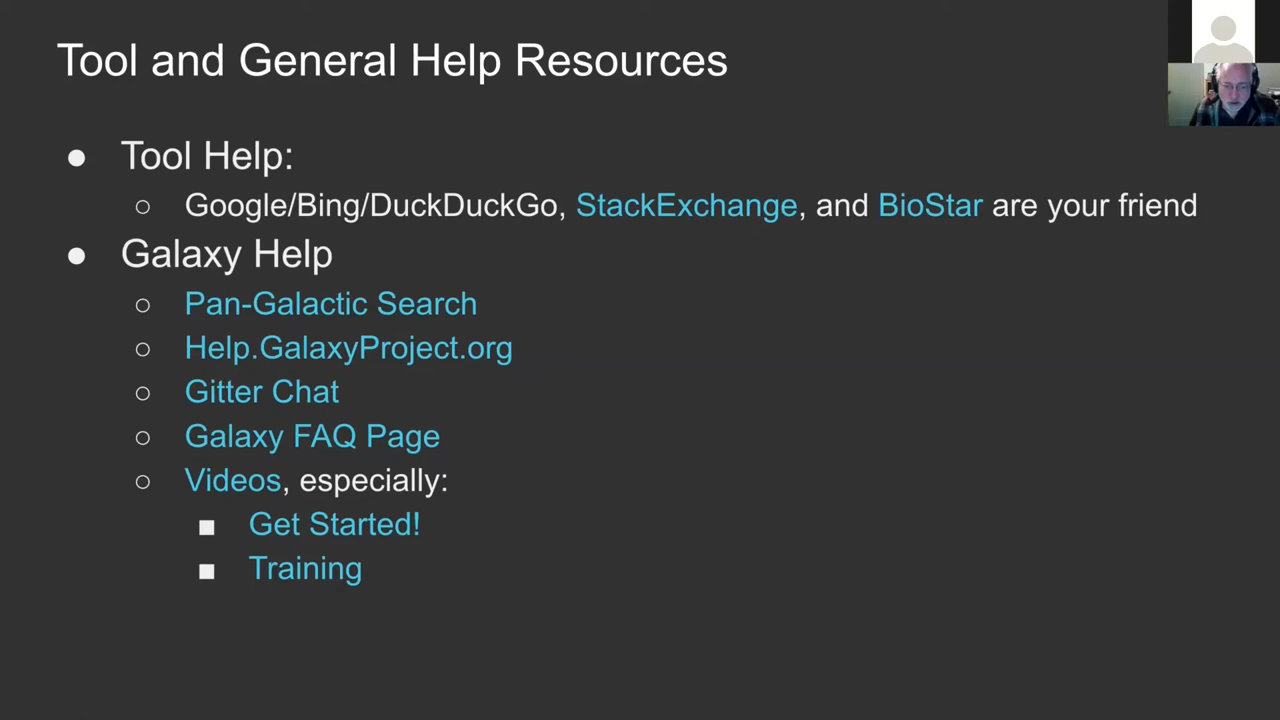 Tool and General Help Resources
● Tool Help:
○ Google/Bing/DuckDuckGo, StackExchange, and BioStar are your friend
● Galaxy Help
○ Pan-Galactic Search
○ Help.GalaxyProject.org
○ Gitter Chat
○ Galaxy FAQ Page
○ Videos, especially:
■ Get Started!
■ Training